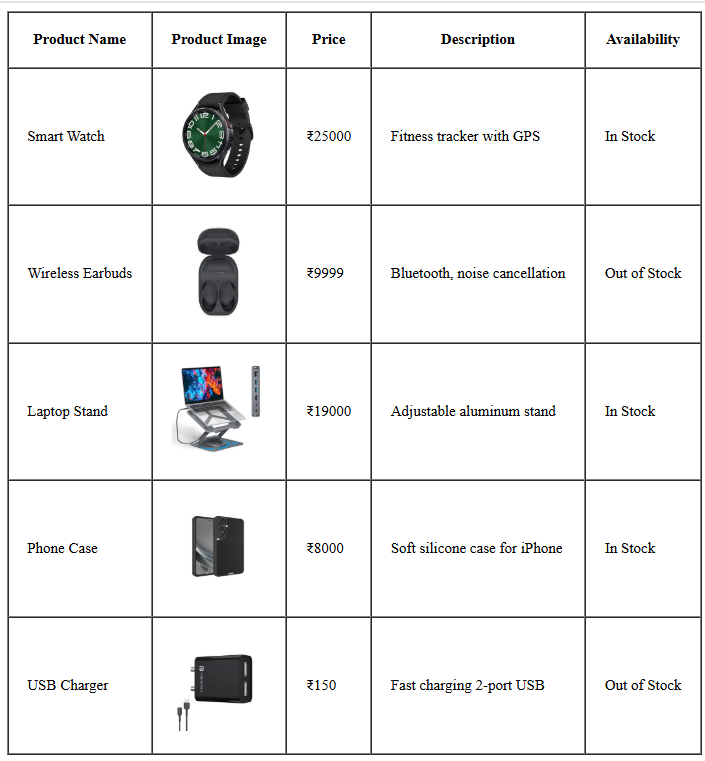 Product Name Product Image Price Description Availability
Smart Watch ₹25000 Fitness tracker with GPS In Stock
Wireless Earbuds ₹9999 Bluetooth, noise cancellation Out of Stock
Laptop Stand ₹19000 Adjustable aluminum stand In Stock
Phone Case ₹8000 Soft silicone case for iPhone In Stock
USB Charger ₹150 Fast charging 2-port USB Out of Stock